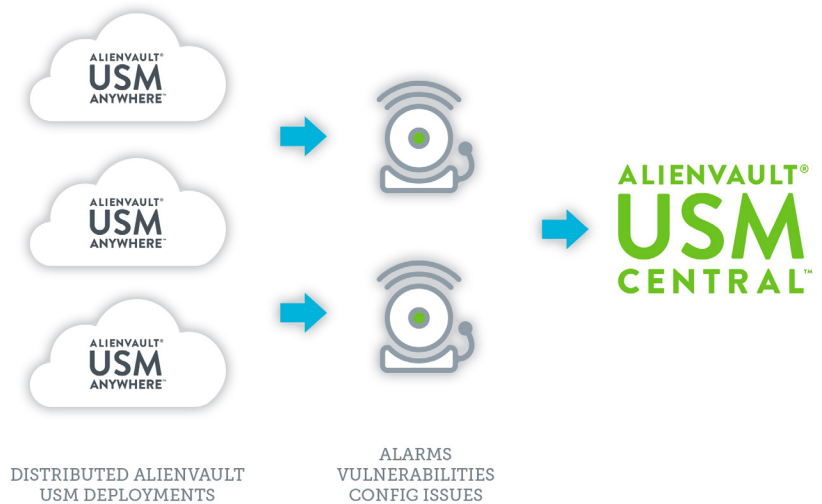 ALIENVAULT®
USM
ANYWHERE™
ALIENVAULT®
USM
ANYWHERE™
ALIENVAULT®
USM
ANYWHERE™
DISTRIBUTED ALIENVAULT
USM DEPLOYMENTS
ALARMS
VULNERABILITIES
CONFIG ISSUES
ALIENVAULT®
USM
CENTRAL™